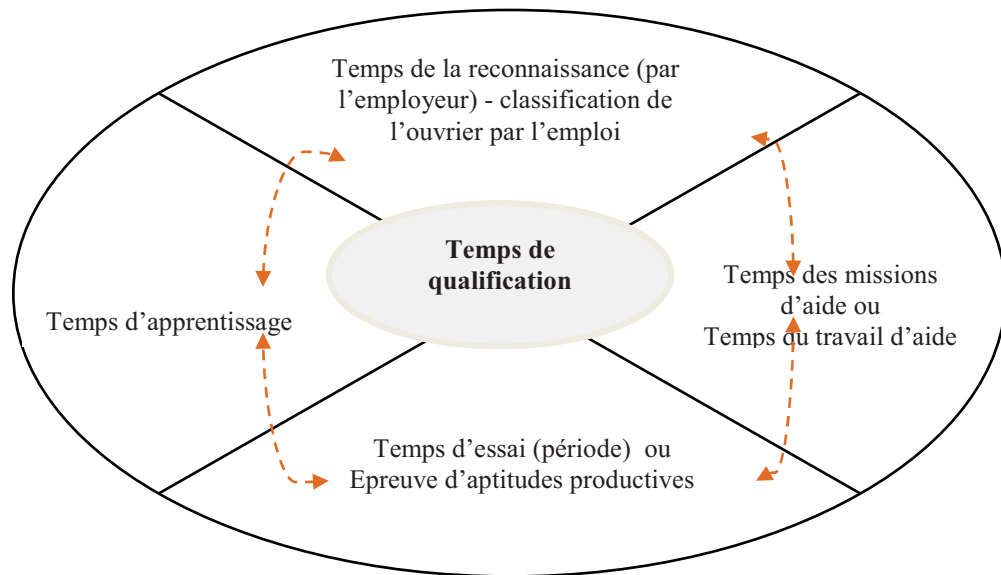 Temps de la reconnaissance (par
l’employeur) - classification de
l’ouvrier par l’emploi
Temps de
qualification
Temps d’apprentissage
Temps des missions
d’aide ou
Temps du travail d’aide
Temps d’essai (période) ou
Epreuve d’aptitudes productives